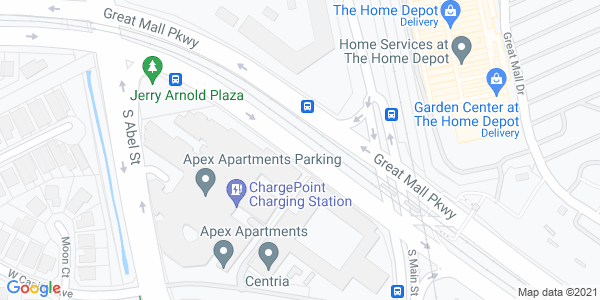 Great Mall Pkwy
The Home Depot
Delivery
Home Services at
The Home Depot
Great Mall Dr
Jerry Arnold Plaza
Garden Center at
The Home Depot
Delivery
S Abel St
Apex Apartments Parking
Great Mall Pkwy
ChargePoint
Charging Station
Apex Apartments
Centria
Moon Ct
S Main St
Google
Map data ©2021